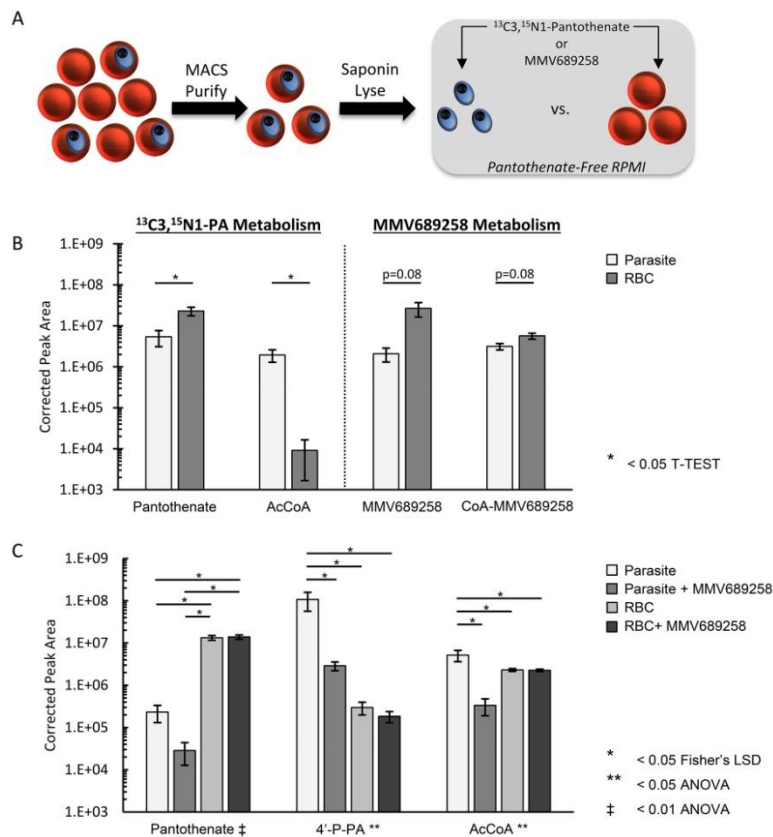 A
MACS
Purify
Saponin
Lyse
¹³C3,¹⁵N1-Pantothenate
or
MMV689258
vs.
Pantothenate-Free RPMI
B
¹³C3,¹⁵N1-PA Metabolism
MMV689258 Metabolism
Corrected Peak Area
1.E+09
1.E+08
1.E+07
1.E+06
1.E+05
1.E+04
1.E+03
*
*
p=0.08
p=0.08
Pantothenate
AcCoA
MMV689258
CoA-MMV689258
Parasite
RBC
* < 0.05 T-TEST
C
Corrected Peak Area
1.E+09
1.E+08
1.E+07
1.E+06
1.E+05
1.E+04
1.E+03
*
*
*
*
*
*
*
*
*
*
Pantothenate ‡
4'-P-PA **
AcCoA **
Parasite
Parasite + MMV689258
RBC
RBC+ MMV689258
* < 0.05 Fisher's LSD
** < 0.05 ANOVA
‡ < 0.01 ANOVA